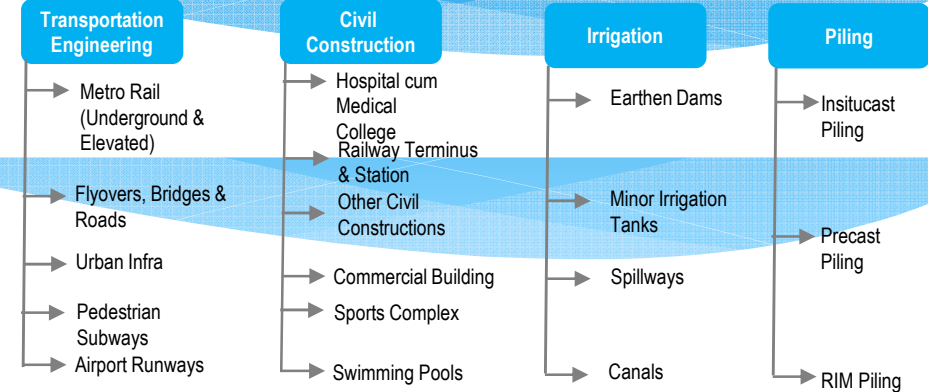 Transportation
Engineering
Metro Rail
(Underground &
Elevated)
Flyovers, Bridges &
Roads
Urban Infra
Pedestrian
Subways
Airport Runways
Civil
Construction
Hospital cum
Medical
College
Railway Terminus
& Station
Other Civil
Constructions
Commercial Building
Sports Complex
Swimming Pools
Irrigation
Earthen Dams
Minor Irrigation
Tanks
Spillways
Canals
Piling
Insitucast
Piling
Precast
Piling
RIM Piling